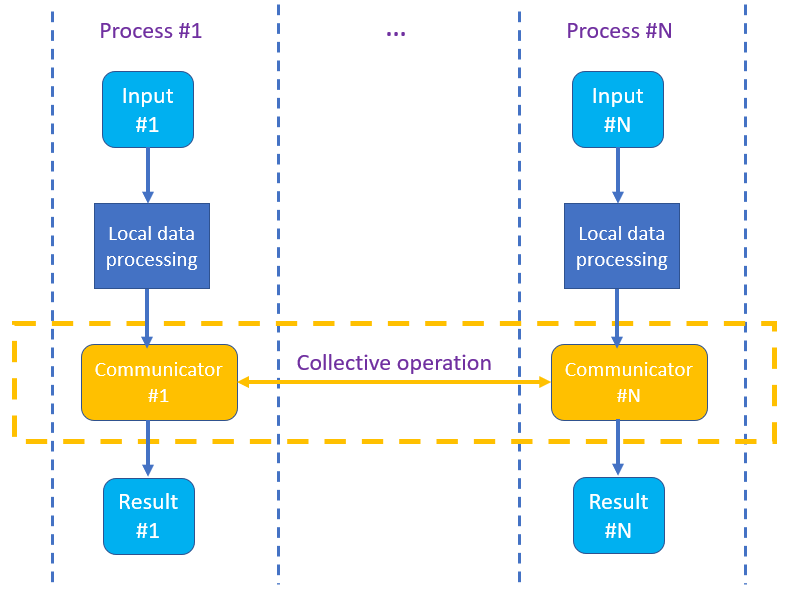 Process #1
...
Process #N
Input
#1
Input
#N
Local data
processing
Local data
processing
Communicator
#1
Collective operation
Communicator
#N
Result
#1
Result
#N